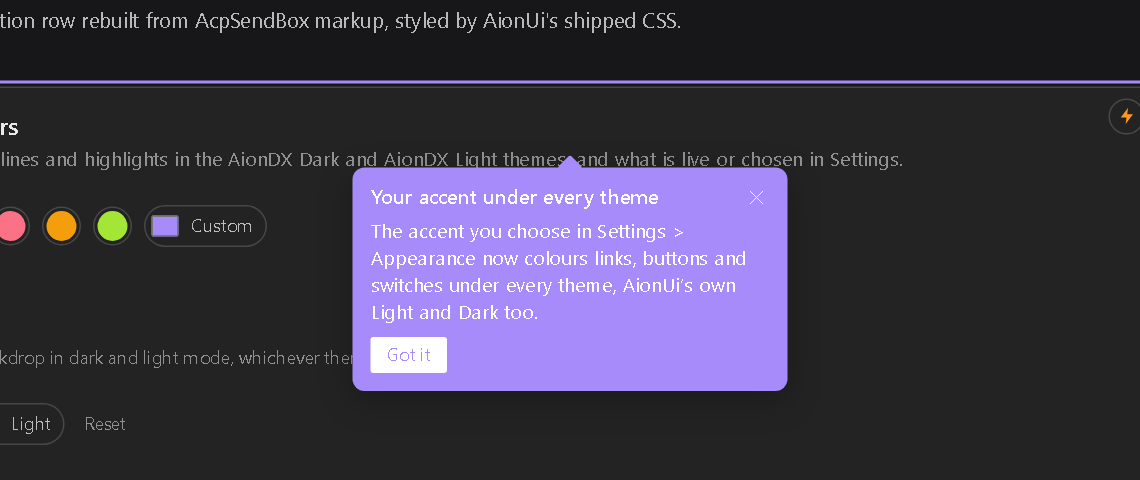 tion row rebuilt from AcpSendBox markup, styled by AionUi's shipped CSS.
rs
lines and highlights in the AionDX Dark and AionDX Light themes, and what is live or chosen in Settings.
Custom
Your accent under every theme
The accent you choose in Settings >
Appearance now colours links, buttons and
switches under every theme, AionUi's own
Light and Dark too.
Got it
kdrop in dark and light mode, whichever the
Light Reset